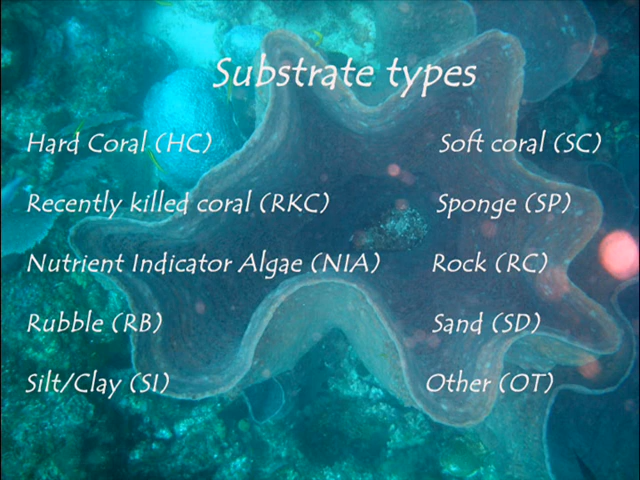 Substrate types
Hard Coral (HC)
Soft coral (SC)
Recently killed coral (RKC)
Sponge (SP)
Nutrient Indicator Algae (NIA)
Rock (RC)
Rubble (RB)
Sand (SD)
Silt/Clay (SI)
Other (OT)